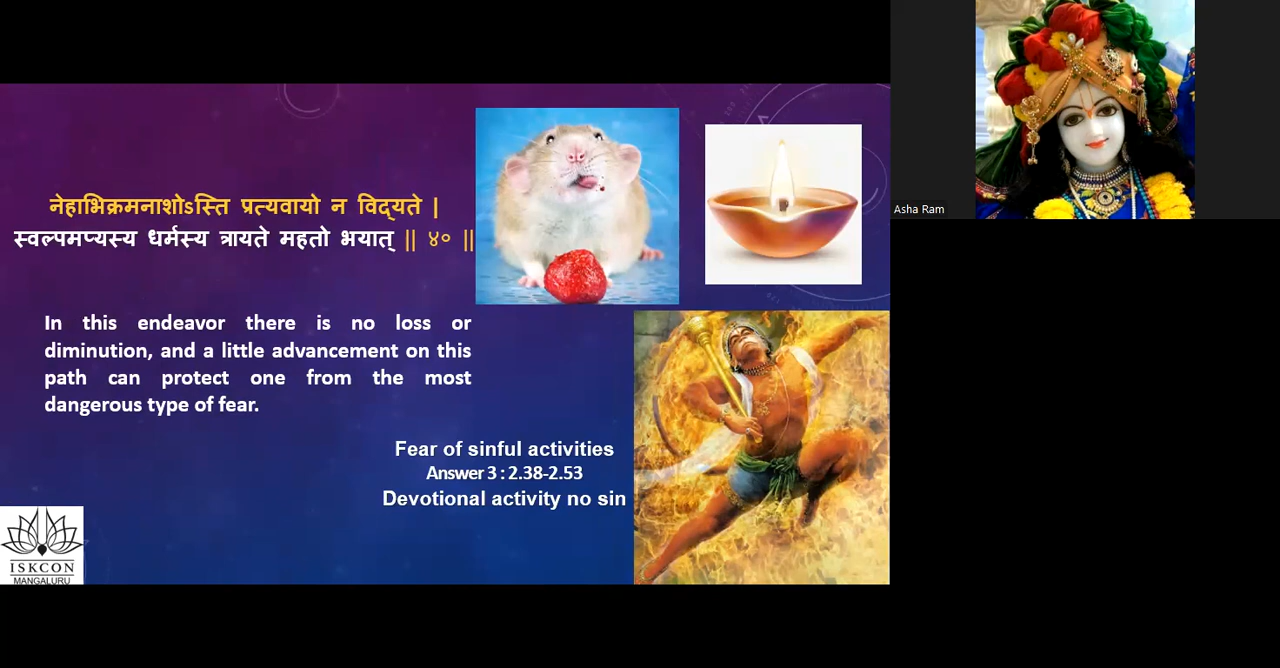 नेहाभिक्रमनाशोऽस्ति प्रत्यवायो न विद्यते |
स्वल्पमप्यस्य धर्मस्य त्रायते महतो भयात् || ४० ||
In this endeavor there is no loss or
diminution, and a little advancement on this
path can protect one from the most
dangerous type of fear.
Fear of sinful activities
Answer 3 : 2.38-2.53
Devotional activity no sin
ISKCON
MANGALURU
Asha Ram